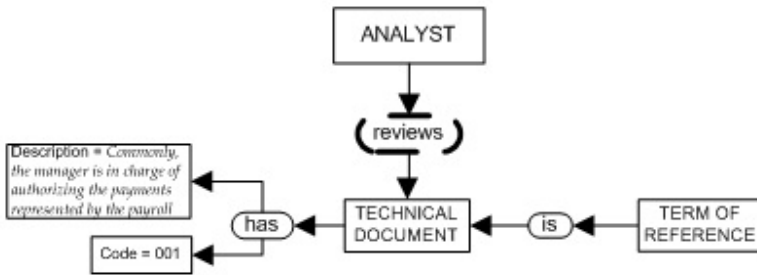 ANALYST
reviews
Description = Commonly,
the manager is in charge of
authorizing the payments
represented by the payroll
has
TECHNICAL
DOCUMENT
is
TERM OF
REFERENCE
Code = 001